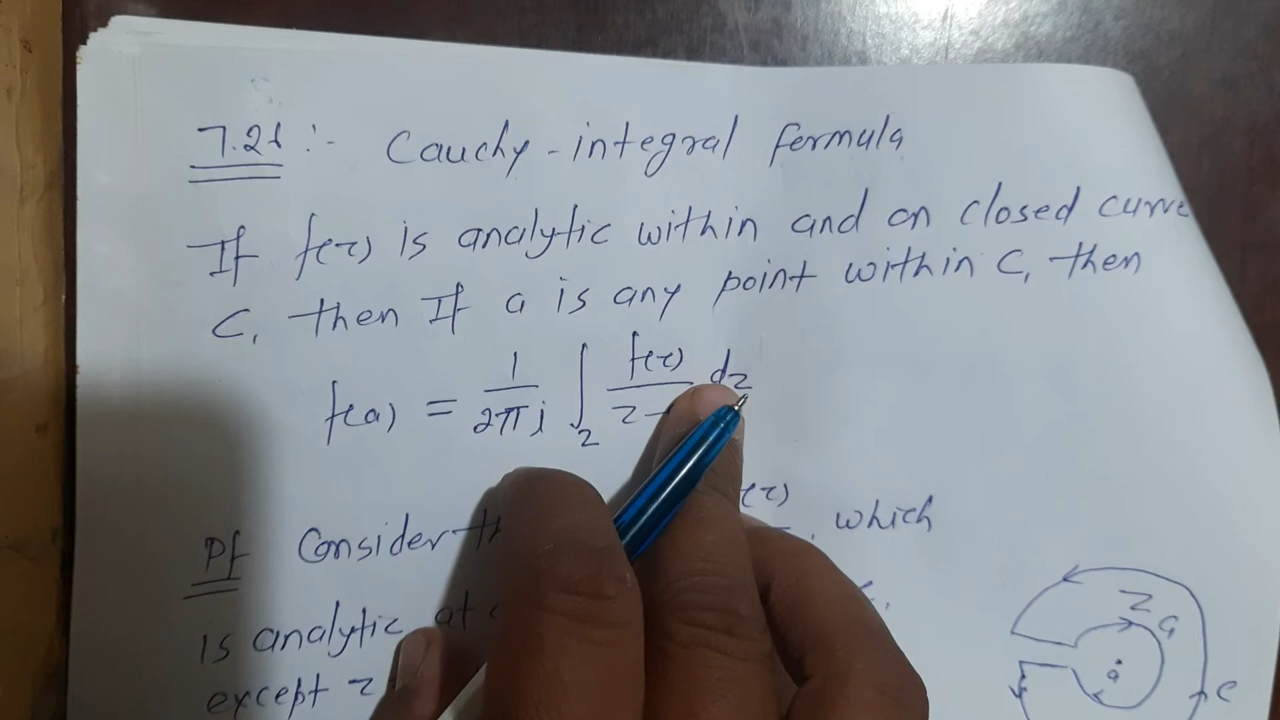 7.21 :- Cauchy-integral formula
If f(z) is analytic within and on closed curve
C, then If a is any point within C, then
f(a) = 1/2πi ∫ f(z)/z- dz
Pf Consider f(z) , which
is analytic at
except z
a
C